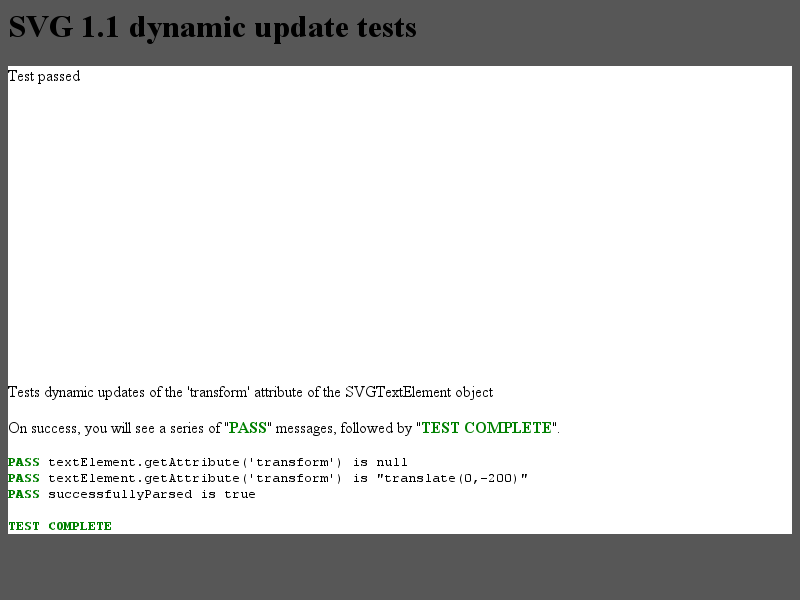 SVG 1.1 dynamic update tests
Test passed
Tests dynamic updates of the 'transform' attribute of the SVGTextElement object
On success, you will see a series of "PASS" messages, followed by "TEST COMPLETE".
PASS textElement.getAttribute('transform') is null
PASS textElement.getAttribute('transform') is "translate(0,-200)"
PASS successfullyParsed is true
TEST COMPLETE